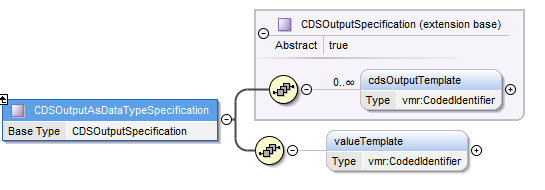 CDSOutputSpecification (extension base)
Abstract true
0..∞ cdsOutputTemplate
Type vmr:CodedIdentifier
CDSOutputAsDataTypeSpecification
Base Type CDSOutputSpecification
valueTemplate
Type vmr:CodedIdentifier